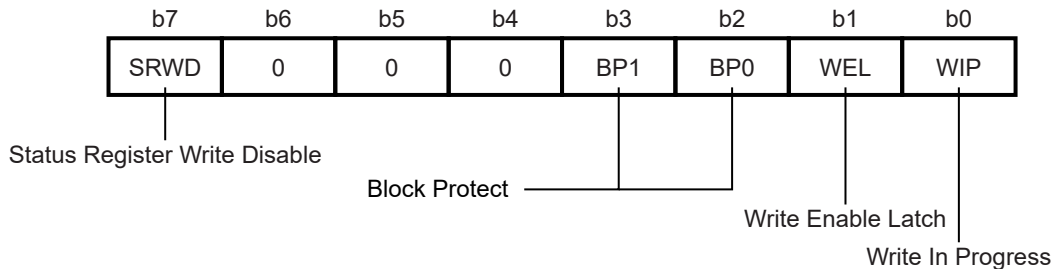 b7 b6 b5 b4 b3 b2 b1 b0
SRWD 0 0 0 BP1 BP0 WEL WIP
Status Register Write Disable
Block Protect
Write Enable Latch
Write In Progress